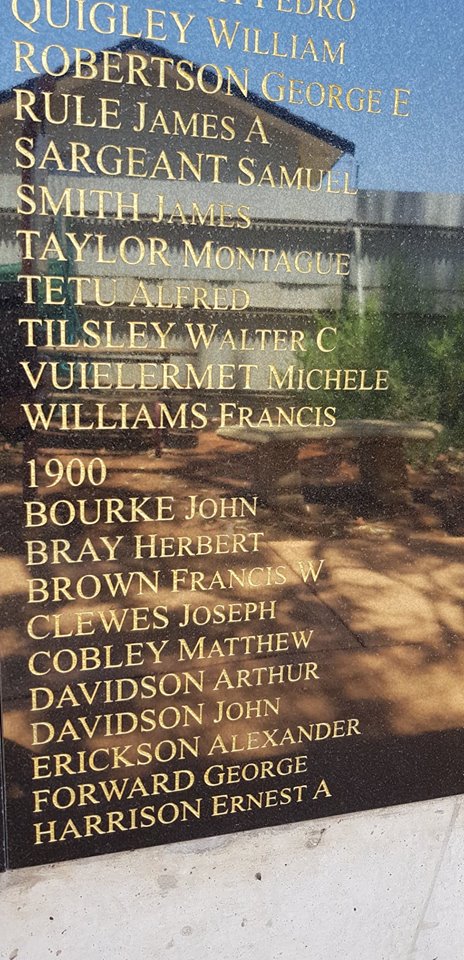 PEDRO
QUIGLEY WILLIAM
ROBERTSON GEORGE E
RULE JAMES A
SARGEANT SAMULL
SMITH JAMES
TAYLOR MONTAGUE
TETU ALFRED
TILSLEY WALTER C
VUIELERMET MICHELE
WILLIAMS FRANCIS
1900
BOURKE JOHN
BRAY HERBERT
BROWN FRANCIS W
CLEWES JOSEPH
COBLEY MATTHEW
DAVIDSON ARTHUR
DAVIDSON JOHN
ERICKSON ALEXANDER
FORWARD GEORGE
HARRISON ERNEST A